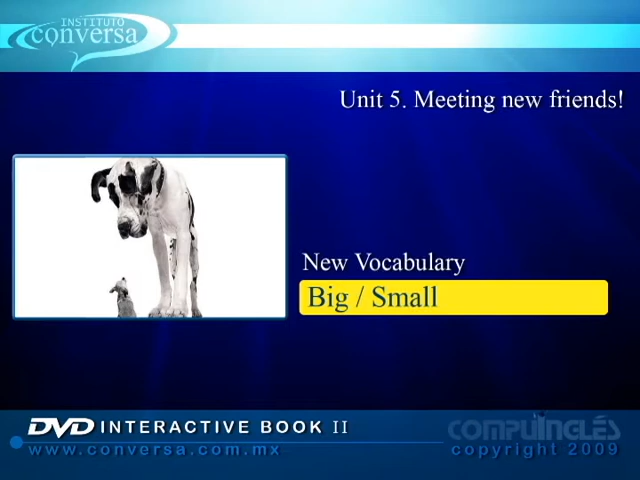 INSTITUTO
conversa
Unit 5. Meeting new friends!
New Vocabulary
Big / Small
DVD INTERACTIVE BOOK II
www.conversa.com.mx
COMPUINGLÉS
copyright 2009